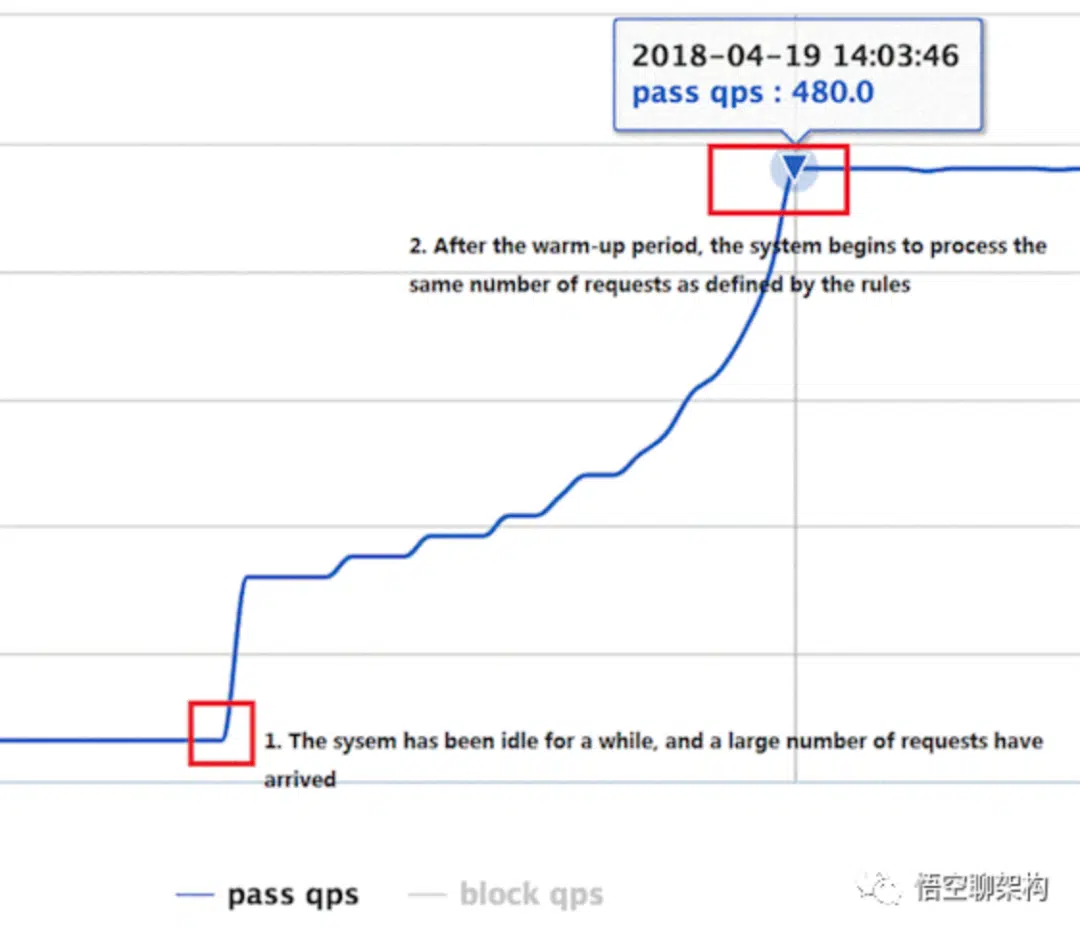 2018-04-19 14:03:46
pass qps : 480.0
2. After the warm-up period, the system begins to process the
same number of requests as defined by the rules
1. The sysem has been idle for a while, and a large number of requests have
arrived
pass qps
block qps
悟空聊架构